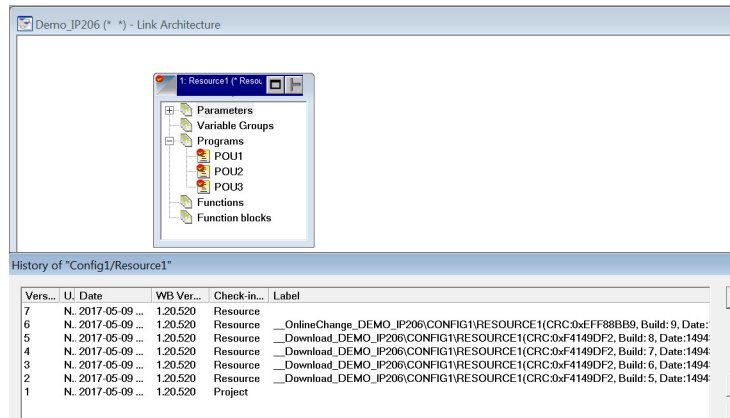 Demo_IP206 (* *) - Link Architecture
1: Resource1 (* Resou
Parameters
Variable Groups
Programs
POU1
POU2
POU3
Functions
Function blocks
History of "Config1/Resource1"
Vers... U. Date WB Ver... Check-in... Label
7 N. 2017-05-09 ... 1.20.520 Resource
6 N. 2017-05-09 ... 1.20.520 Resource __OnlineChange_DEMO_IP206\CONFIG1\RESOURCE1(CRC:0xEFF88BB9, Build: 9, Date:
5 N. 2017-05-09 ... 1.20.520 Resource __Download_DEMO_IP206\CONFIG1\RESOURCE1(CRC:0xF4149DF2, Build: 8, Date:1494
4 N. 2017-05-09 ... 1.20.520 Resource __Download_DEMO_IP206\CONFIG1\RESOURCE1(CRC:0xF4149DF2, Build: 7, Date:1494
3 N. 2017-05-09 ... 1.20.520 Resource __Download_DEMO_IP206\CONFIG1\RESOURCE1(CRC:0xF4149DF2, Build: 6, Date:1494
2 N. 2017-05-09 ... 1.20.520 Resource __Download_DEMO_IP206\CONFIG1\RESOURCE1(CRC:0xF4149DF2, Build: 5, Date:1494
1 N. 2017-05-09 ... 1.20.520 Project